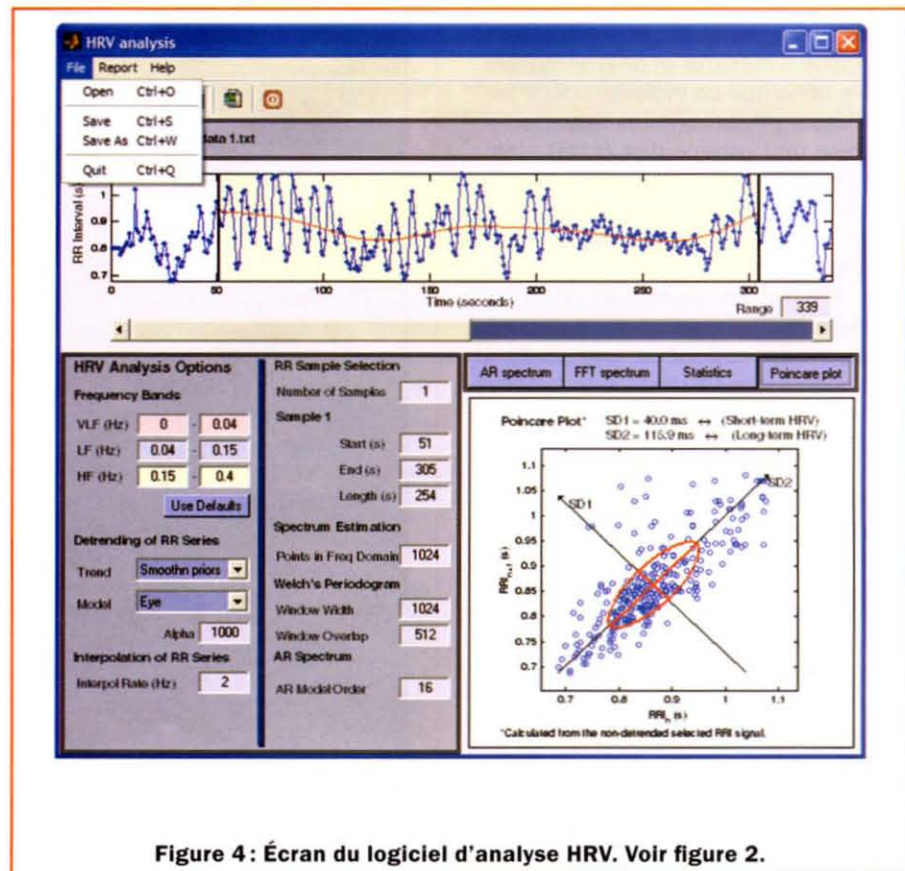 HRV analysis
File Report Help
Open Ctrl+O
Save Ctrl+S
Save As Ctrl+W
Quit Ctrl+Q
data 1.txt
RR Interval (s)
1
0.9
0.8
0.7
0 50 100 150 200 250 300
Time (seconds)
Range 339
HRV Analysis Options
Frequency Bands
VLF (Hz) 0 - 0.04
LF (Hz) 0.04 - 0.15
HF (Hz) 0.15 - 0.4
Use Defaults
Detrending of RR Series
Trend Smoothn priors
Model Eye
Alpha 1000
Interpolation of RR Series
Interpol Rate (Hz) 2
RR Sample Selection
Number of Samples 1
Sample 1
Start (s) 51
End (s) 305
Length (s) 254
Spectrum Estimation
Points in Freq Domain 1024
Welch's Periodogram
Window Width 1024
Window Overlap 512
AR Spectrum
AR Model Order 16
AR spectrum FFT spectrum Statistics Poincare plot
Poincare Plot* SD1 = 40.0 ms ↔ (Short-term HRV)
SD2 = 115.9 ms ↔ (Long-term HRV)
1.1
1.05
1
0.95
0.9
0.85
0.8
0.75
0.7
SD1
SD2
RRIn+1 (s)
0.7 0.8 0.9 1 1.1
RRIn (s)
*Calculated from the non-detrended selected RRI signal.
Figure 4 : Écran du logiciel d'analyse HRV. Voir figure 2.